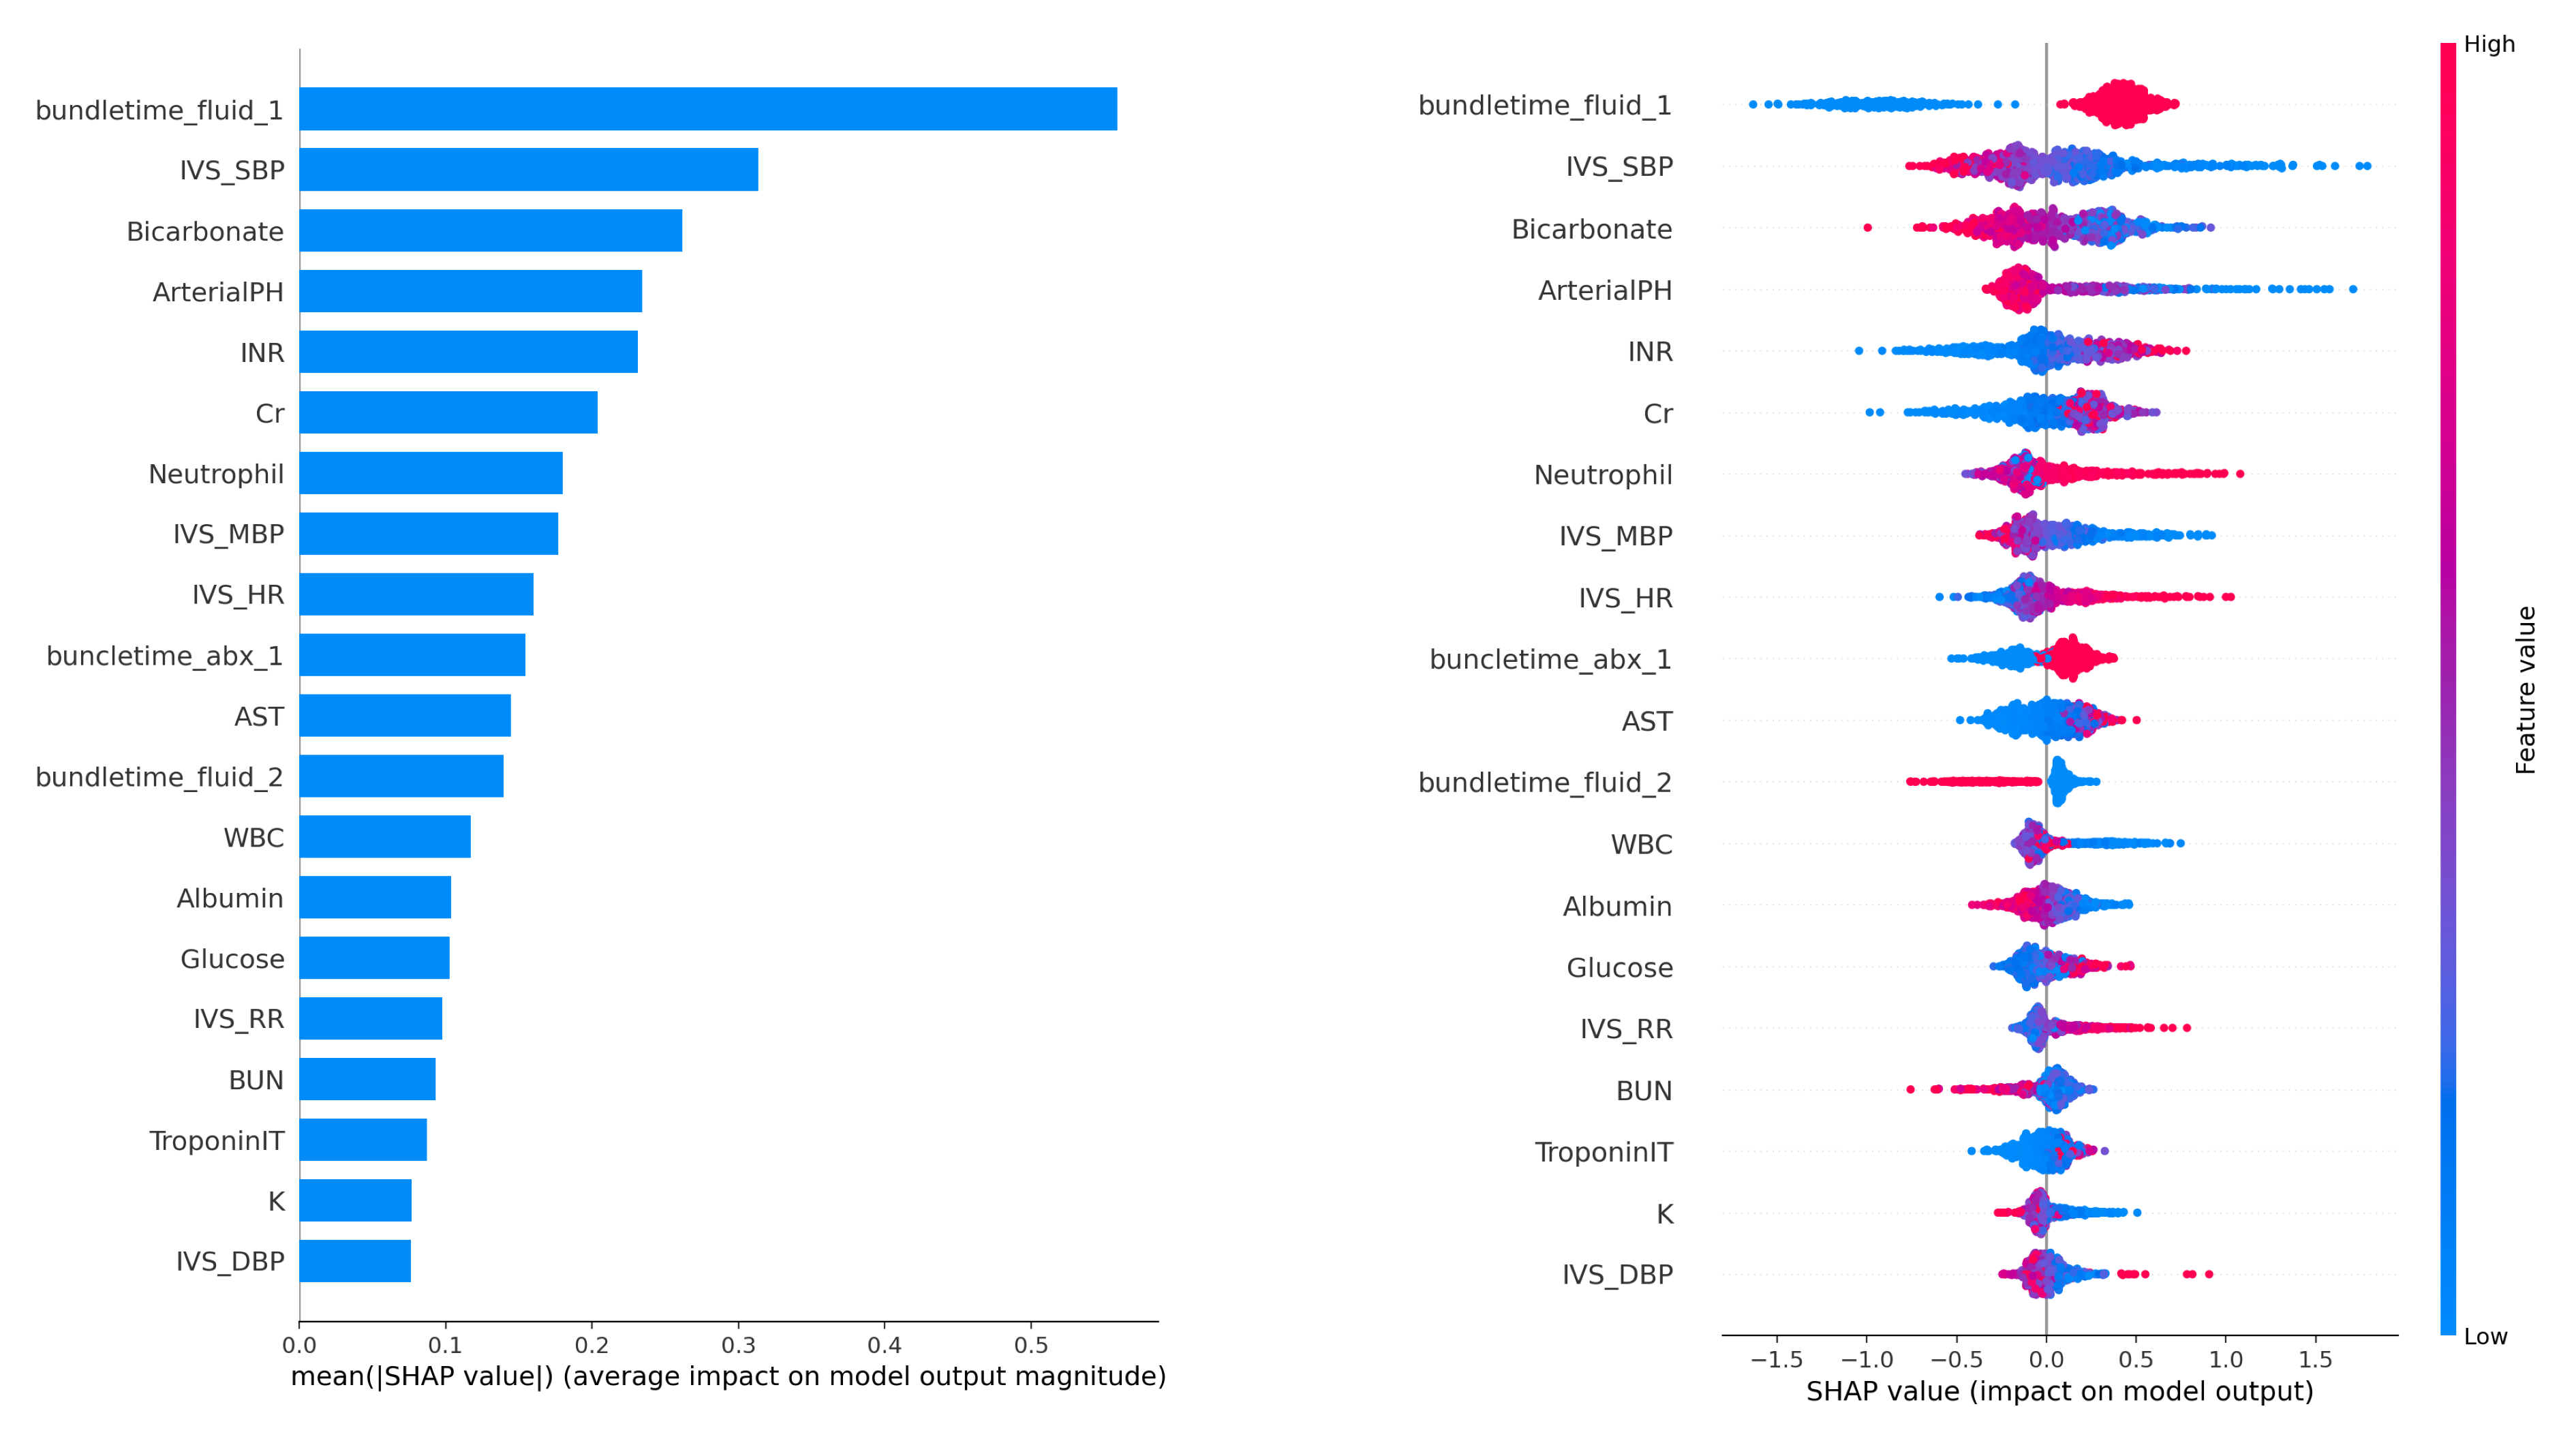 bundletime_fluid_1
IVS_SBP
Bicarbonate
ArterialPH
INR
Cr
Neutrophil
IVS_MBP
IVS_HR
buncletime_abx_1
AST
bundletime_fluid_2
WBC
Albumin
Glucose
IVS_RR
BUN
TroponinIT
K
IVS_DBP
0.0 0.1 0.2 0.3 0.4 0.5
mean(|SHAP value|) (average impact on model output magnitude)
bundletime_fluid_1
IVS_SBP
Bicarbonate
ArterialPH
INR
Cr
Neutrophil
IVS_MBP
IVS_HR
buncletime_abx_1
AST
bundletime_fluid_2
WBC
Albumin
Glucose
IVS_RR
BUN
TroponinIT
K
IVS_DBP
−1.5 −1.0 −0.5 0.0 0.5 1.0 1.5
SHAP value (impact on model output)
High
Feature value
Low